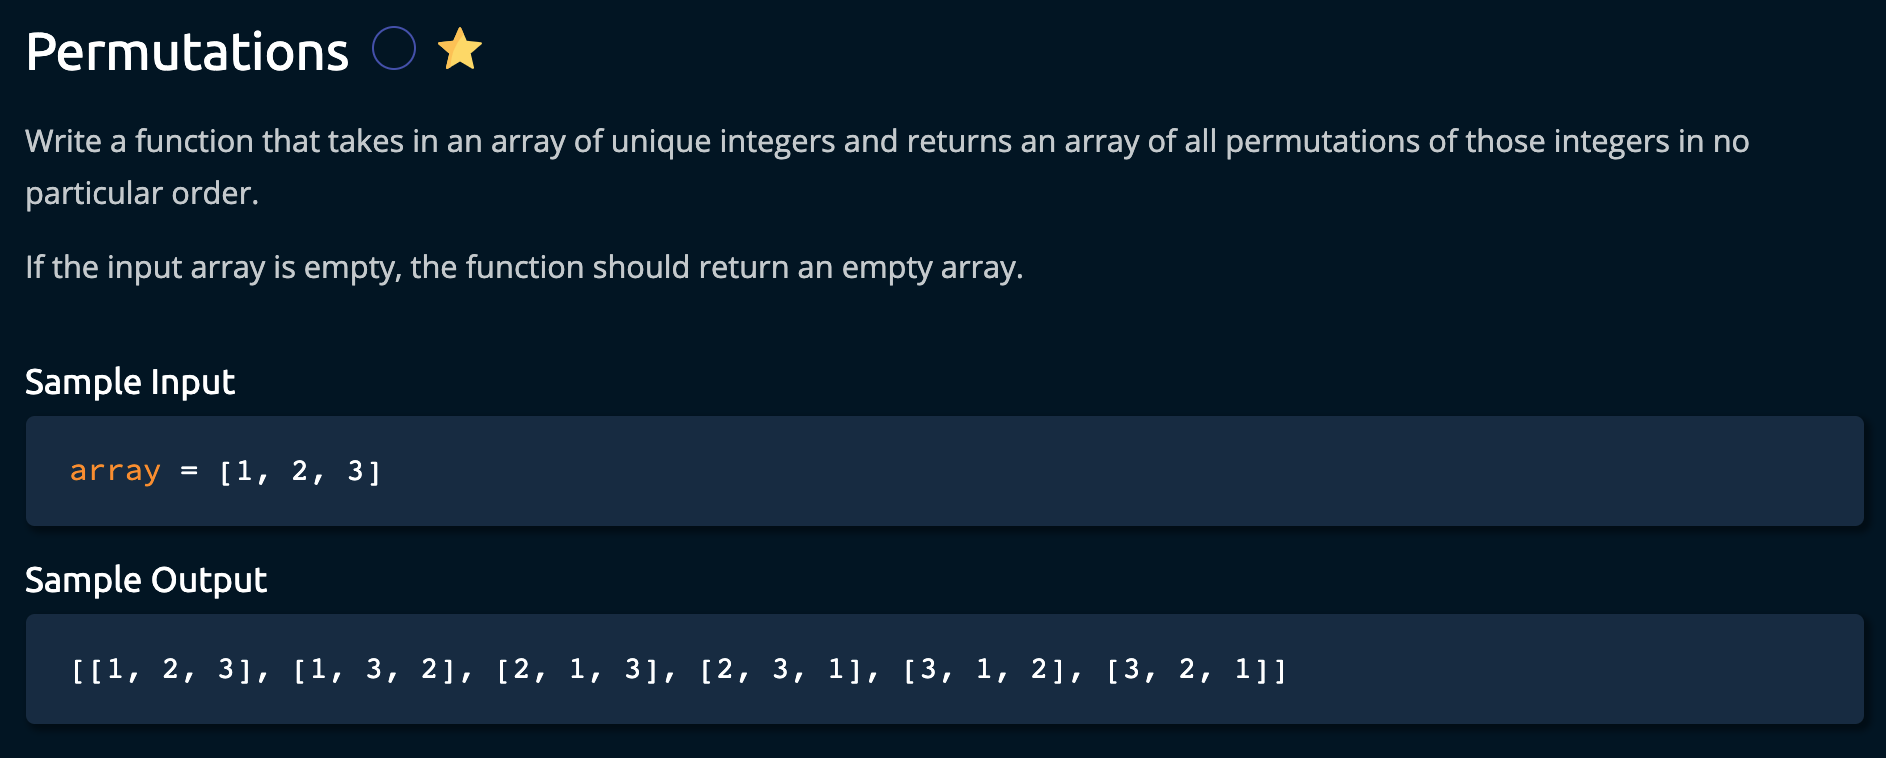 Permutations
Write a function that takes in an array of unique integers and returns an array of all permutations of those integers in no
particular order.
If the input array is empty, the function should return an empty array.
Sample Input
array = [1, 2, 3]
Sample Output
[[1, 2, 3], [1, 3, 2], [2, 1, 3], [2, 3, 1], [3, 1, 2], [3, 2, 1]]